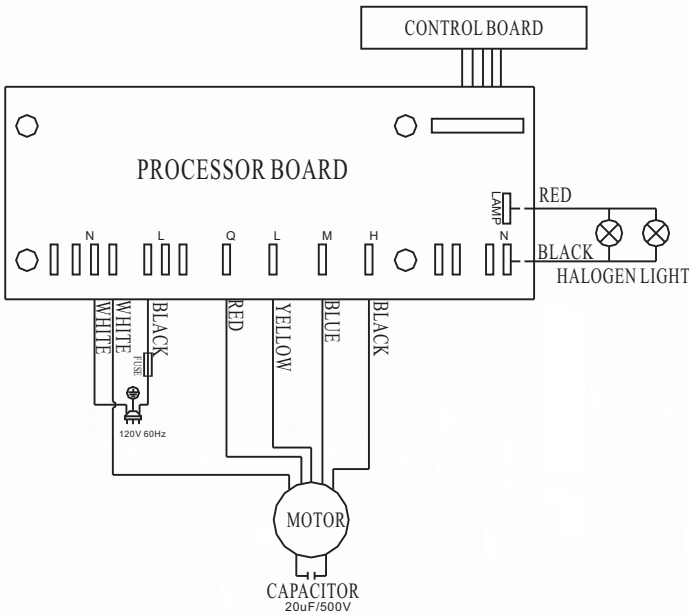 CONTROL BOARD
PROCESSOR BOARD
LAMP
RED
N
L
Q
L
M
H
N
BLACK
HALOGEN LIGHT
WHITE
WHITE
BLACK
RED
YELLOW
BLUE
BLACK
FUSE
120V 60Hz
MOTOR
CAPACITOR
20uF/500V